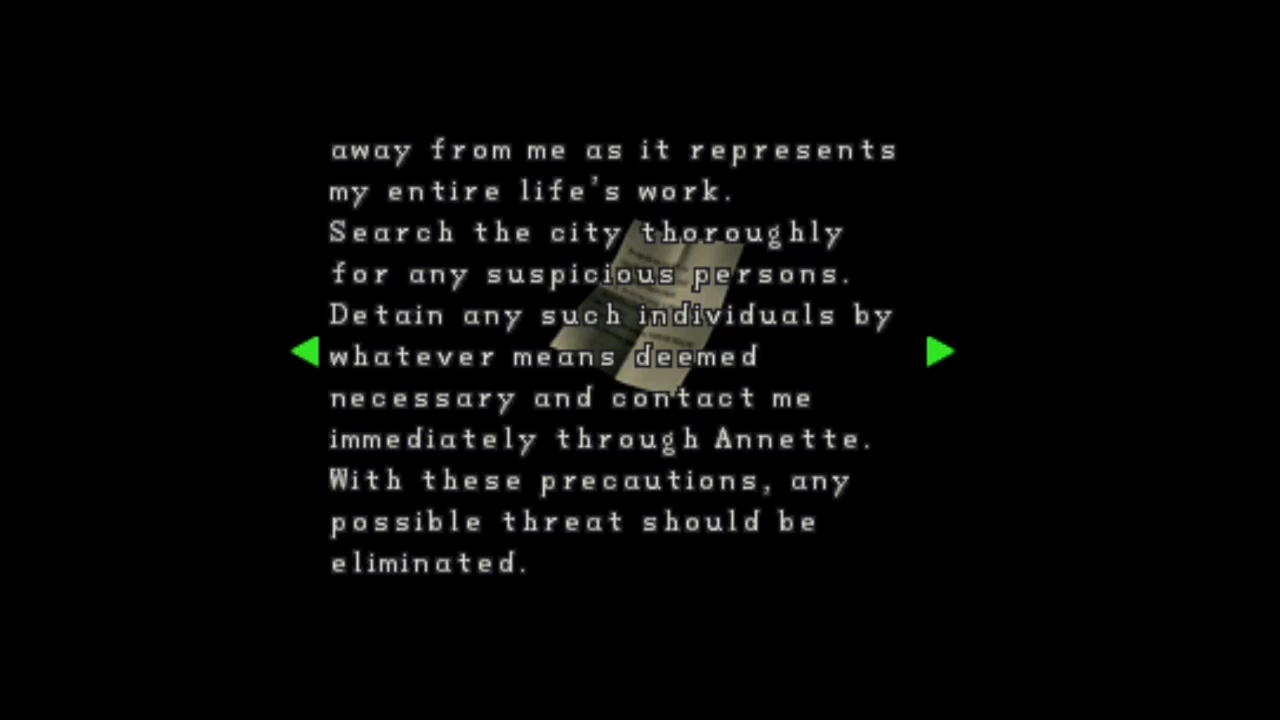 away from me as it represents
my entire life's work.
Search the city thoroughly
for any suspicious persons.
Detain any such individuals by
whatever means deemed
necessary and contact me
immediately through Annette.
With these precautions, any
possible threat should be
eliminated.